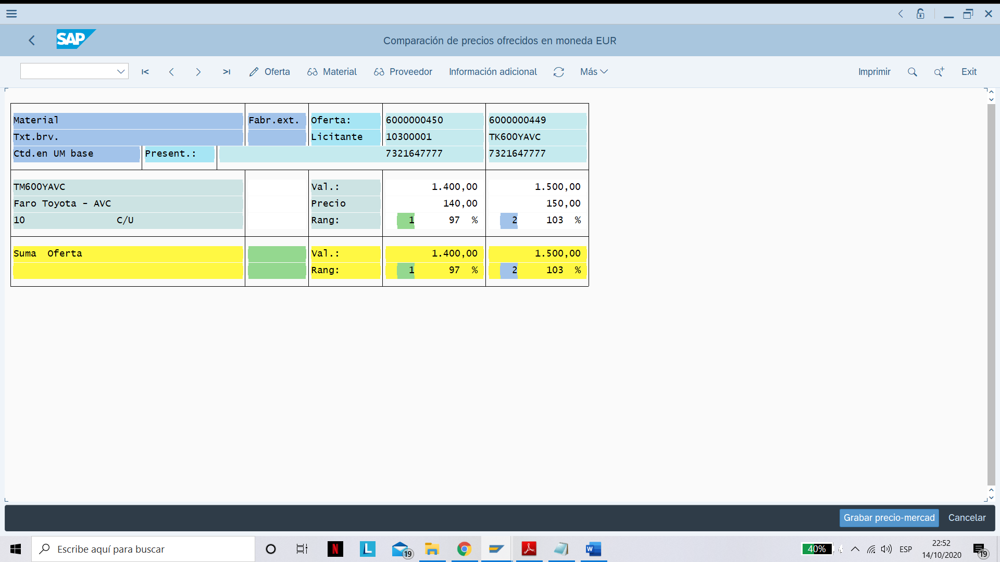 SAP
Comparación de precios ofrecidos en moneda EUR
Oferta Material Proveedor Información adicional Más Imprimir Exit
Material Fabr.ext. Oferta: 6000000450 6000000449
Txt.brv. Licitante 10300001 TK600YAVC
Ctd.en UM base Present.: 7321647777 7321647777
TM600YAVC Val.: 1.400,00 1.500,00
Faro Toyota - AVC Precio 140,00 150,00
10 C/U Rang: 1 97 % 2 103 %
Suma Oferta Val.: 1.400,00 1.500,00
Rang: 1 97 % 2 103 %
Grabar precio-mercad Cancelar
Escribe aquí para buscar N L 19 W 40% ESP 22:52
14/10/2020 19